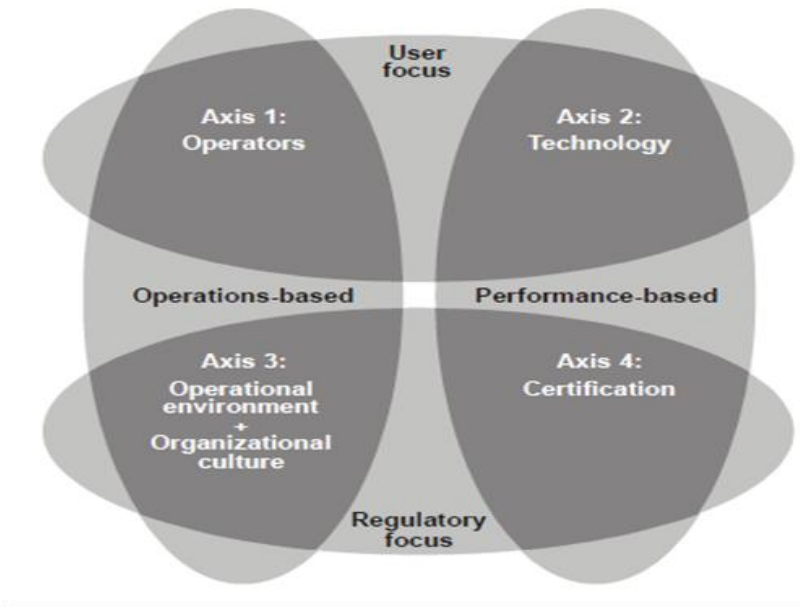 User
focus
Axis 1:
Operators
Axis 2:
Technology
Operations-based
Performance-based
Axis 3:
Operational
environment
+
Organizational
culture
Axis 4:
Certification
Regulatory
focus